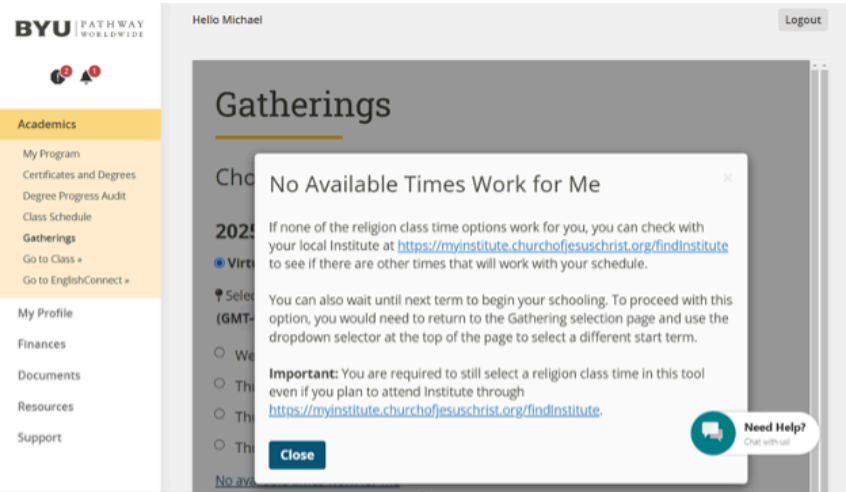 BYU PATHWAY
WORLDWIDE
Hello Michael
Logout
2
1
Academics
My Program
Certificates and Degrees
Degree Progress Audit
Class Schedule
Gatherings
Go to Class »
Go to EnglishConnect »
My Profile
Finances
Documents
Resources
Support
Gatherings
Cho
2025
Virt
Selec
(GMT-
We
Thu
Thu
Thu
No ava
No Available Times Work for Me
×
If none of the religion class time options work for you, you can check with
your local Institute at https://myinstitute.churchofjesuschrist.org/findInstitute
to see if there are other times that will work with your schedule.
You can also wait until next term to begin your schooling. To proceed with this
option, you would need to return to the Gathering selection page and use the
dropdown selector at the top of the page to select a different start term.
Important: You are required to still select a religion class time in this tool
even if you plan to attend Institute through
https://myinstitute.churchofjesuschrist.org/findInstitute.
Close
Need Help?
Chat with us!